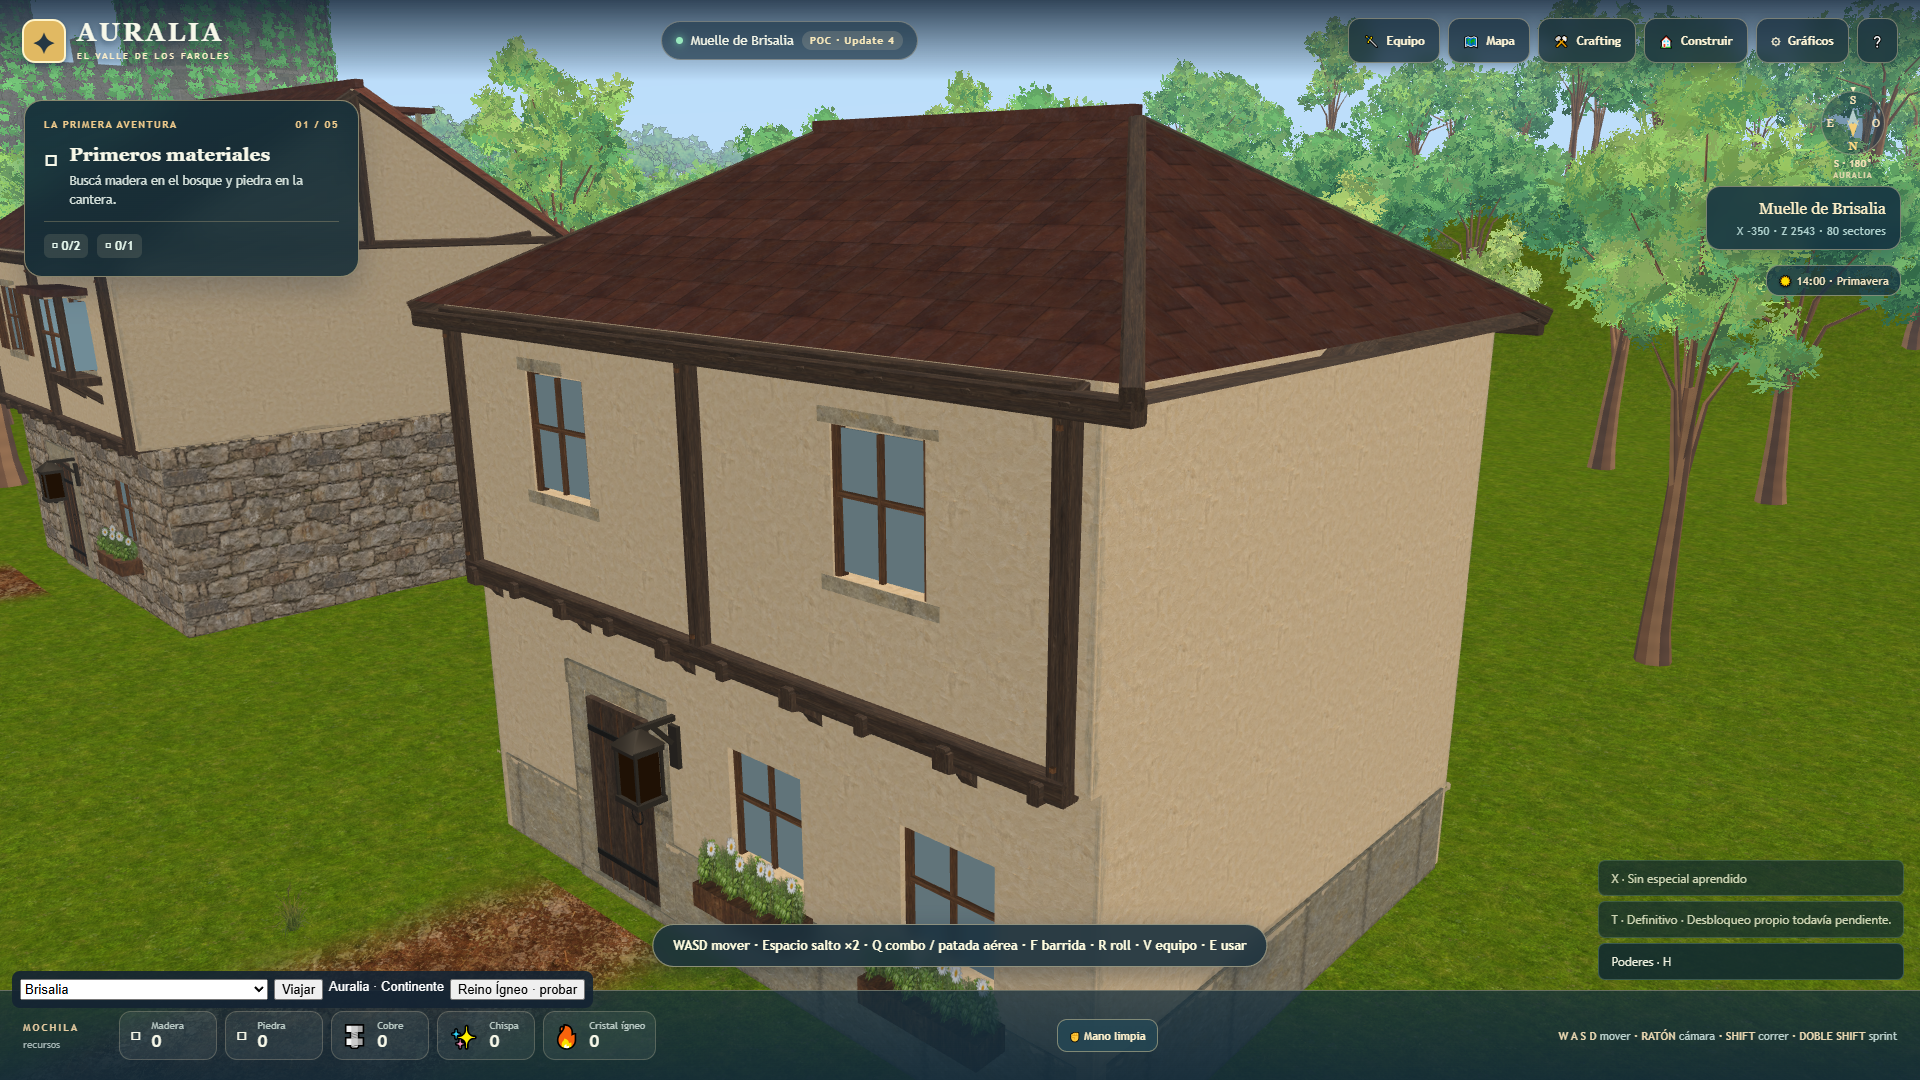 AURALIA
EL VALLE DE LOS FAROLES
Muelle de Brisalia POC · Update 4
Equipo
Mapa
Crafting
Construir
Gráficos
?
LA PRIMERA AVENTURA 01 / 05
Primeros materiales
Buscá madera en el bosque y piedra en la
cantera.
0/2 0/1
S
E O
N
S · 180°
AURALIA
Muelle de Brisalia
X -350 · Z 2543 · 80 sectores
14:00 · Primavera
X · Sin especial aprendido
T · Definitivo · Desbloqueo propio todavía pendiente.
Poderes · H
WASD mover · Espacio salto ×2 · Q combo / patada aérea · F barrida · R roll · V equipo · E usar
Brisalia Viajar Auralia · Continente Reino Ígneo · probar
MOCHILA
recursos
Madera
0
Piedra
0
Cobre
0
Chispa
0
Cristal ígneo
0
Mano limpia
W A S D mover · RATÓN cámara · SHIFT correr · DOBLE SHIFT sprint